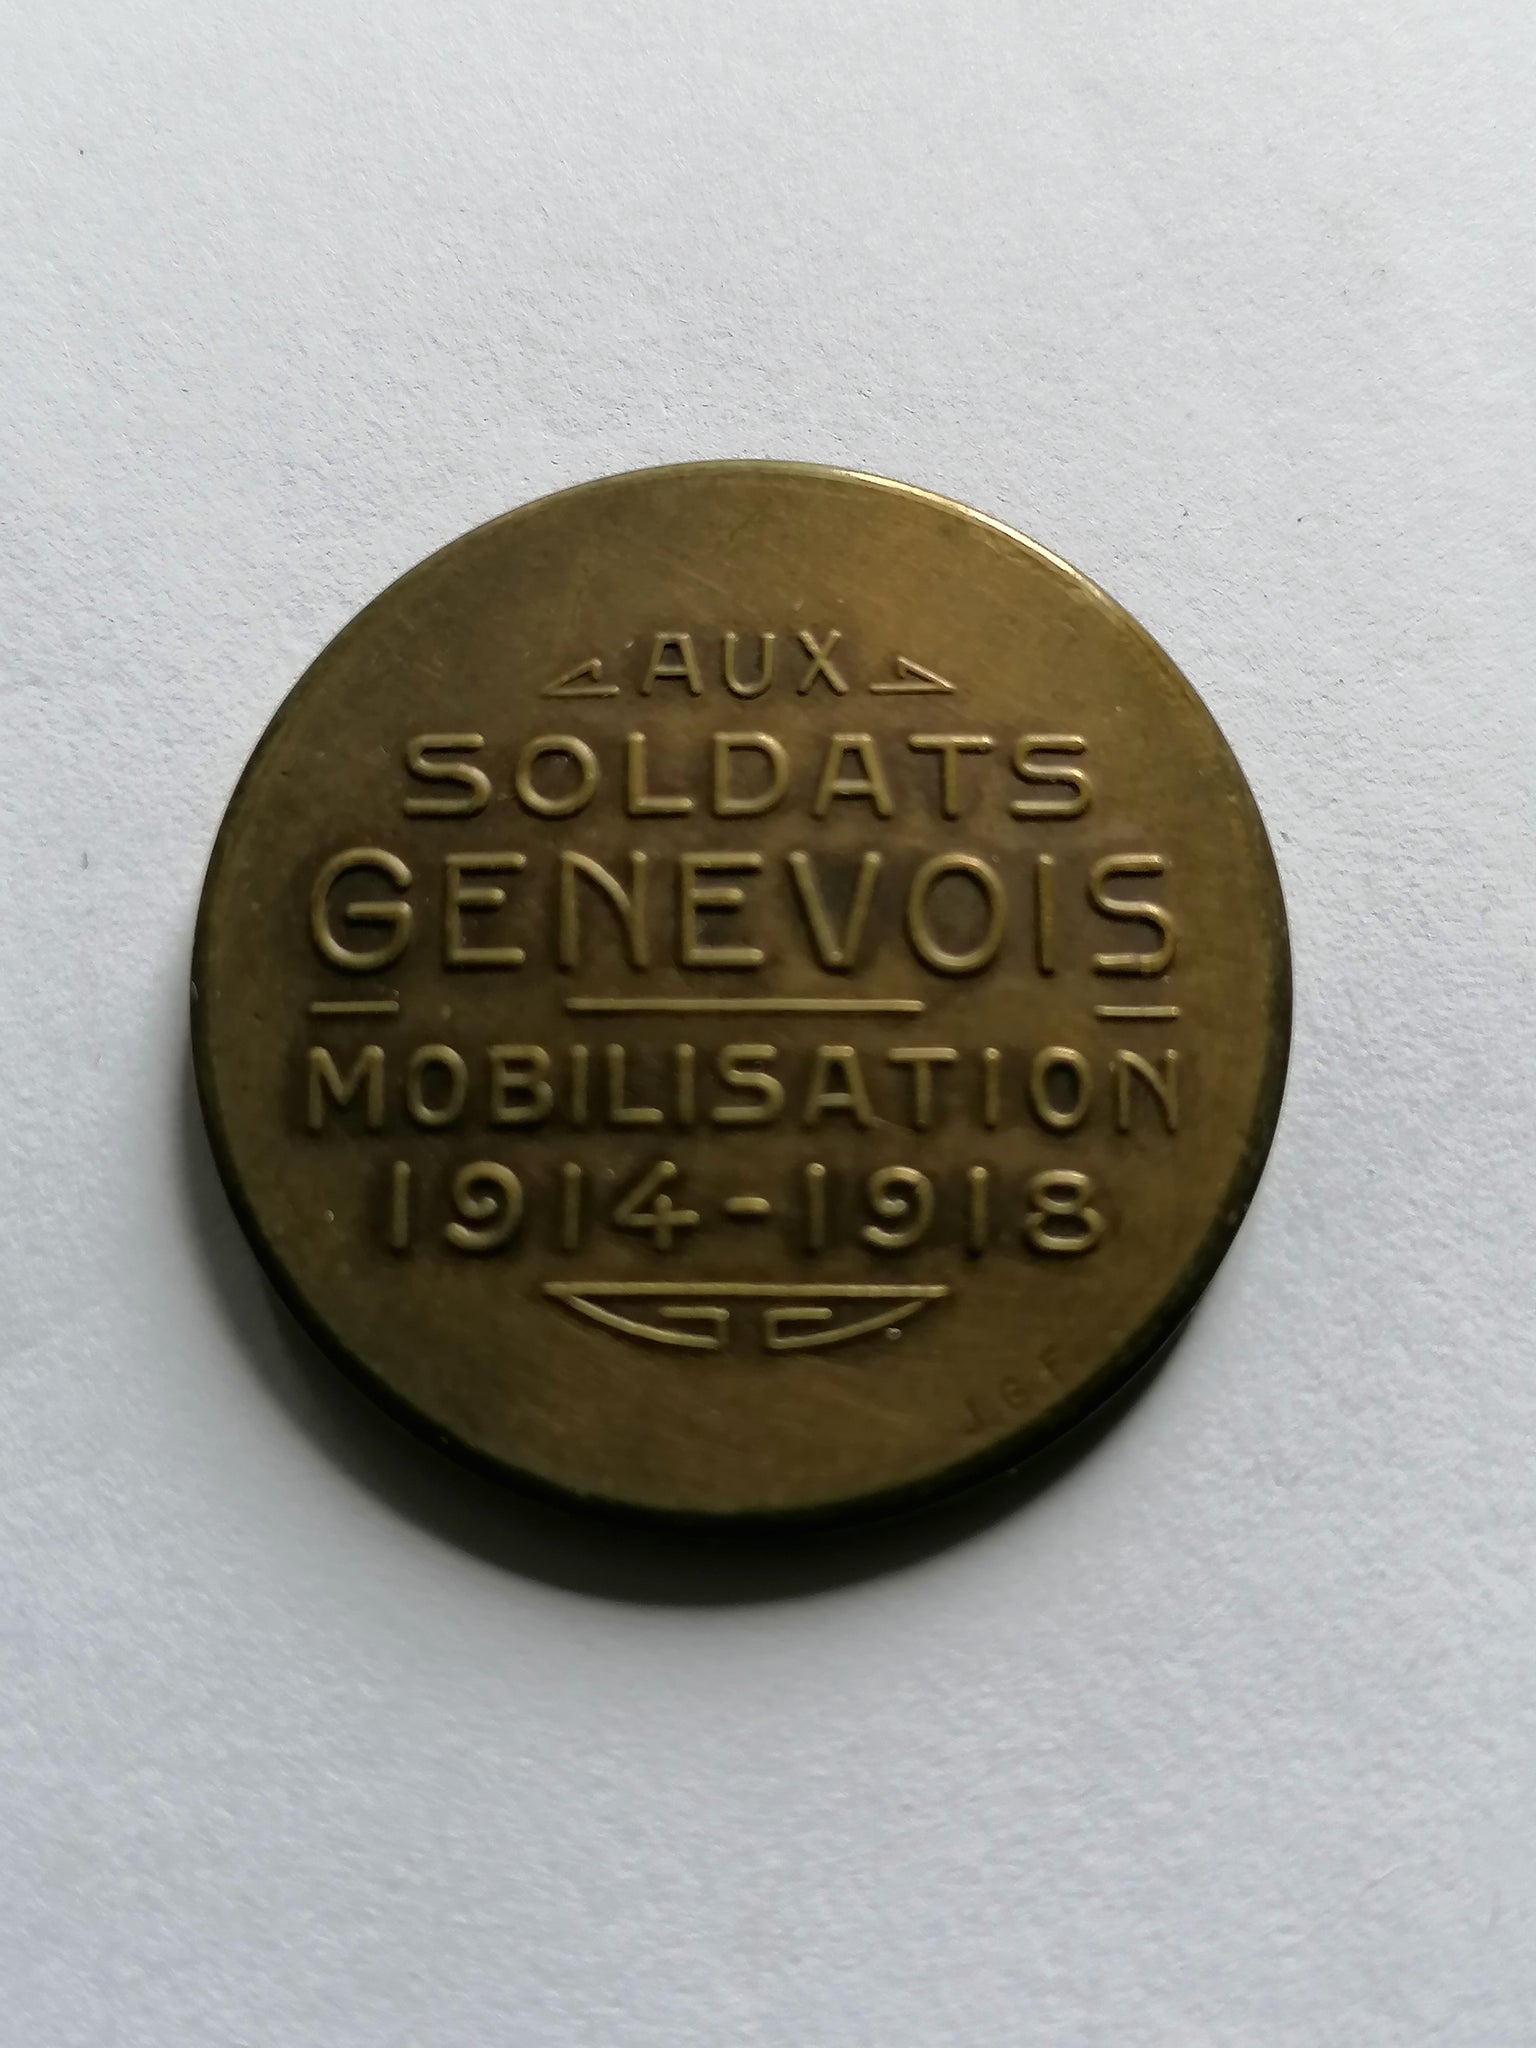 AUX
SOLDATS
GENEVOIS
MOBILISATION
1914-1918
J. G. F